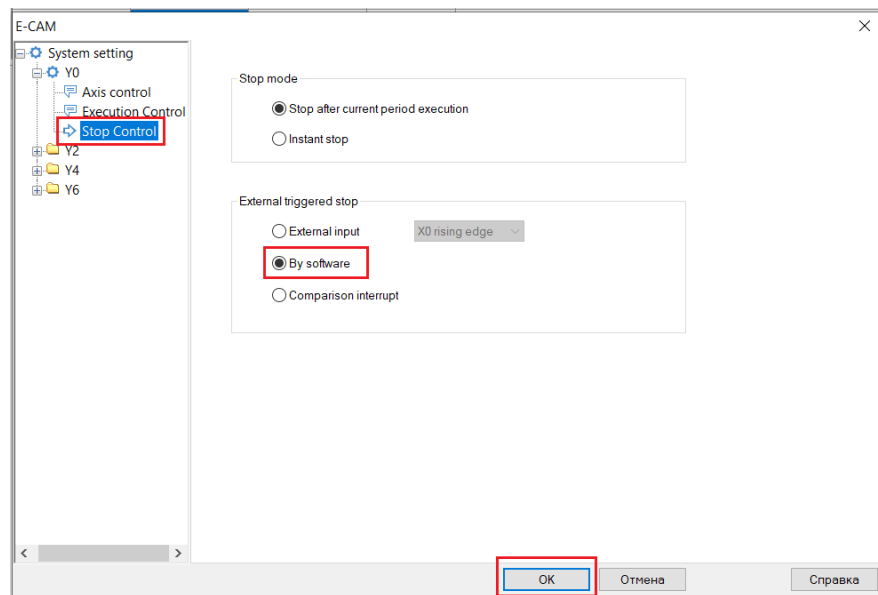 E-CAM
System setting
Y0
Axis control
Execution Control
Stop Control
Y2
Y4
Y6
Stop mode
Stop after current period execution
Instant stop
External triggered stop
External input X0 rising edge
By software
Comparison interrupt
OK Отмена Справка